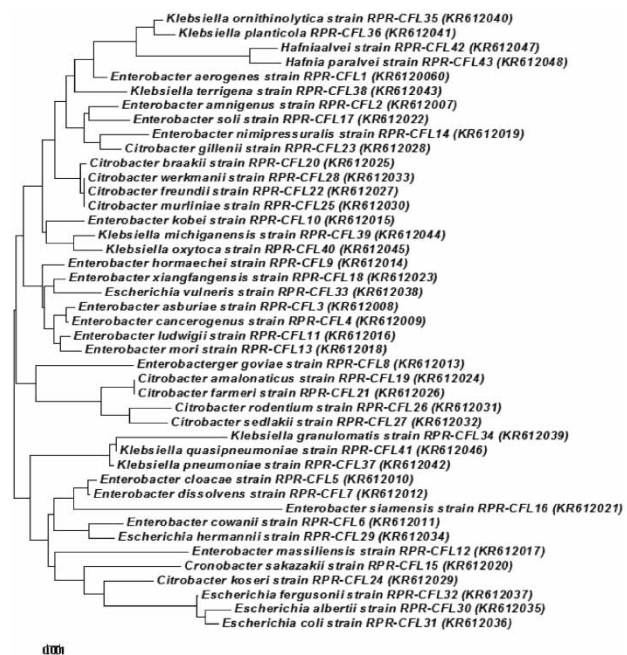 Klebsiella ornithinolytica strain RPR-CFL35 (KR612040)
Klebsiella planticola RPR-CFL36 (KR612041)
Hafniaalvei strain RPR-CFL42 (KR612047)
Hafnia paralvei strain RPR-CFL43 (KR612048)
Enterobacter aerogenes strain RPR-CFL1 (KR6120060)
Klebsiella terrigena strain RPR-CFL38 (KR612043)
Enterobacter amnigenus strain RPR-CFL2 (KR612007)
Enterobacter soli strain RPR-CFL17 (KR612022)
Enterobacter nimipressuralis strain RPR-CFL14 (KR612019)
Citrobacter gillenii strain RPR-CFL23 (KR612028)
Citrobacter braakii strain RPR-CFL20 (KR612025)
Citrobacter werkmanii strain RPR-CFL28 (KR612033)
Citrobacter freundii strain RPR-CFL22 (KR612027)
Citrobacter murliniae strain RPR-CFL25 (KR612030)
Enterobacter kobei strain RPR-CFL10 (KR612015)
Klebsiella michiganensis strain RPR-CFL39 (KR612044)
Klebsiella oxytoca strain RPR-CFL40 (KR612045)
Enterobacter hormaechei strain RPR-CFL9 (KR612014)
Enterobacter xiangfangensis strain RPR-CFL18 (KR612023)
Escherichia vulneris strain RPR-CFL33 (KR612038)
Enterobacter asburiae strain RPR-CFL3 (KR612008)
Enterobacter cancerogenus strain RPR-CFL4 (KR612009)
Enterobacter ludwigii strain RPR-CFL11 (KR612016)
Enterobacter mori strain RPR-CFL13 (KR612018)
Enterobacterger goviae strain RPR-CFL8 (KR612013)
Citrobacter amalonaticus strain RPR-CFL19 (KR612024)
Citrobacter farmeri strain RPR-CFL21 (KR612026)
Citrobacter rodentium strain RPR-CFL26 (KR612031)
Citrobacter sedlakii strain RPR-CFL27 (KR612032)
Klebsiella granulomatis strain RPR-CFL34 (KR612039)
Klebsiella quasipneumoniae strain RPR-CFL41 (KR612046)
Klebsiella pneumoniae strain RPR-CFL37 (KR612042)
Enterobacter cloacae strain RPR-CFL5 (KR612010)
Enterobacter dissolvens strain RPR-CFL7 (KR612012)
Enterobacter siamensis strain RPR-CFL16 (KR612021)
Enterobacter cowanii strain RPR-CFL6 (KR612011)
Escherichia hermannii strain RPR-CFL29 (KR612034)
Enterobacter massiliensis strain RPR-CFL12 (KR612017)
Cronobacter sakazakii strain RPR-CFL15 (KR612020)
Citrobacter koseri strain RPR-CFL24 (KR612029)
Escherichia fergusonii strain RPR-CFL32 (KR612037)
Escherichia albertii strain RPR-CFL30 (KR612035)
Escherichia coli strain RPR-CFL31 (KR612036)